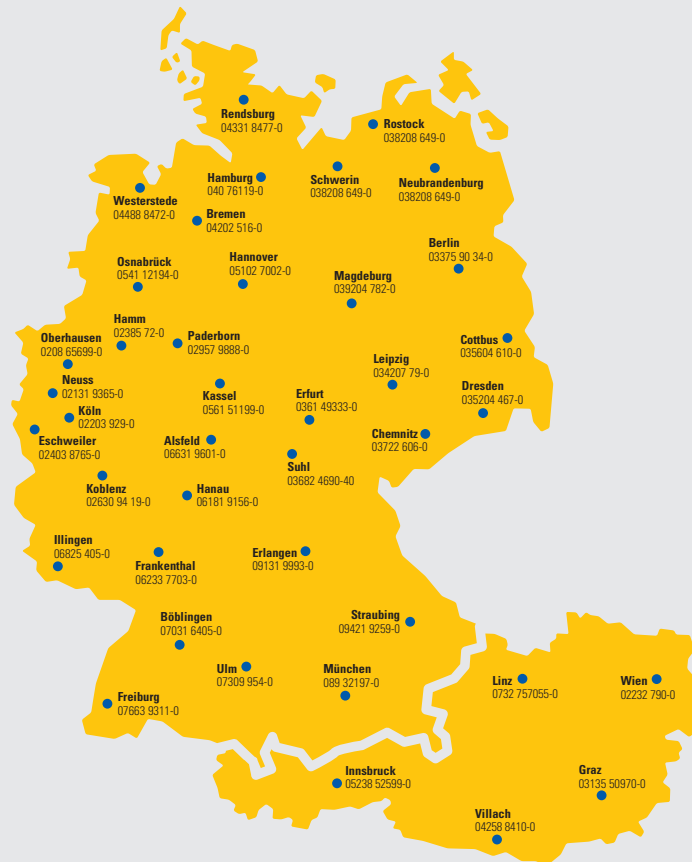 Rendsburg
04331 8477-0
Rostock
038208 649-0
Hamburg
040 76119-0
Schwerin
038208 649-0
Neubrandenburg
038208 649-0
Westerstede
04488 8472-0
Bremen
04202 516-0
Berlin
03375 90 34-0
Osnabrück
0541 12194-0
Hannover
05102 7002-0
Magdeburg
039204 782-0
Hamm
02385 72-0
Paderborn
02957 9888-0
Oberhausen
0208 65699-0
Cottbus
035604 610-0
Leipzig
034207 79-0
Neuss
02131 9365-0
Kassel
0561 51199-0
Erfurt
0361 49333-0
Dresden
035204 467-0
Köln
02203 929-0
Eschweiler
02403 8765-0
Alsfeld
06631 9601-0
Chemnitz
03722 606-0
Suhl
03682 4690-40
Koblenz
02630 94 19-0
Hanau
06181 9156-0
Illingen
06825 405-0
Frankenthal
06233 7703-0
Erlangen
09131 9993-0
Böblingen
07031 6405-0
Straubing
09421 9259-0
Ulm
07309 954-0
München
089 32197-0
Linz
0732 757055-0
Wien
02232 790-0
Freiburg
07663 9311-0
Innsbruck
05238 52599-0
Graz
03135 50970-0
Villach
04258 8410-0